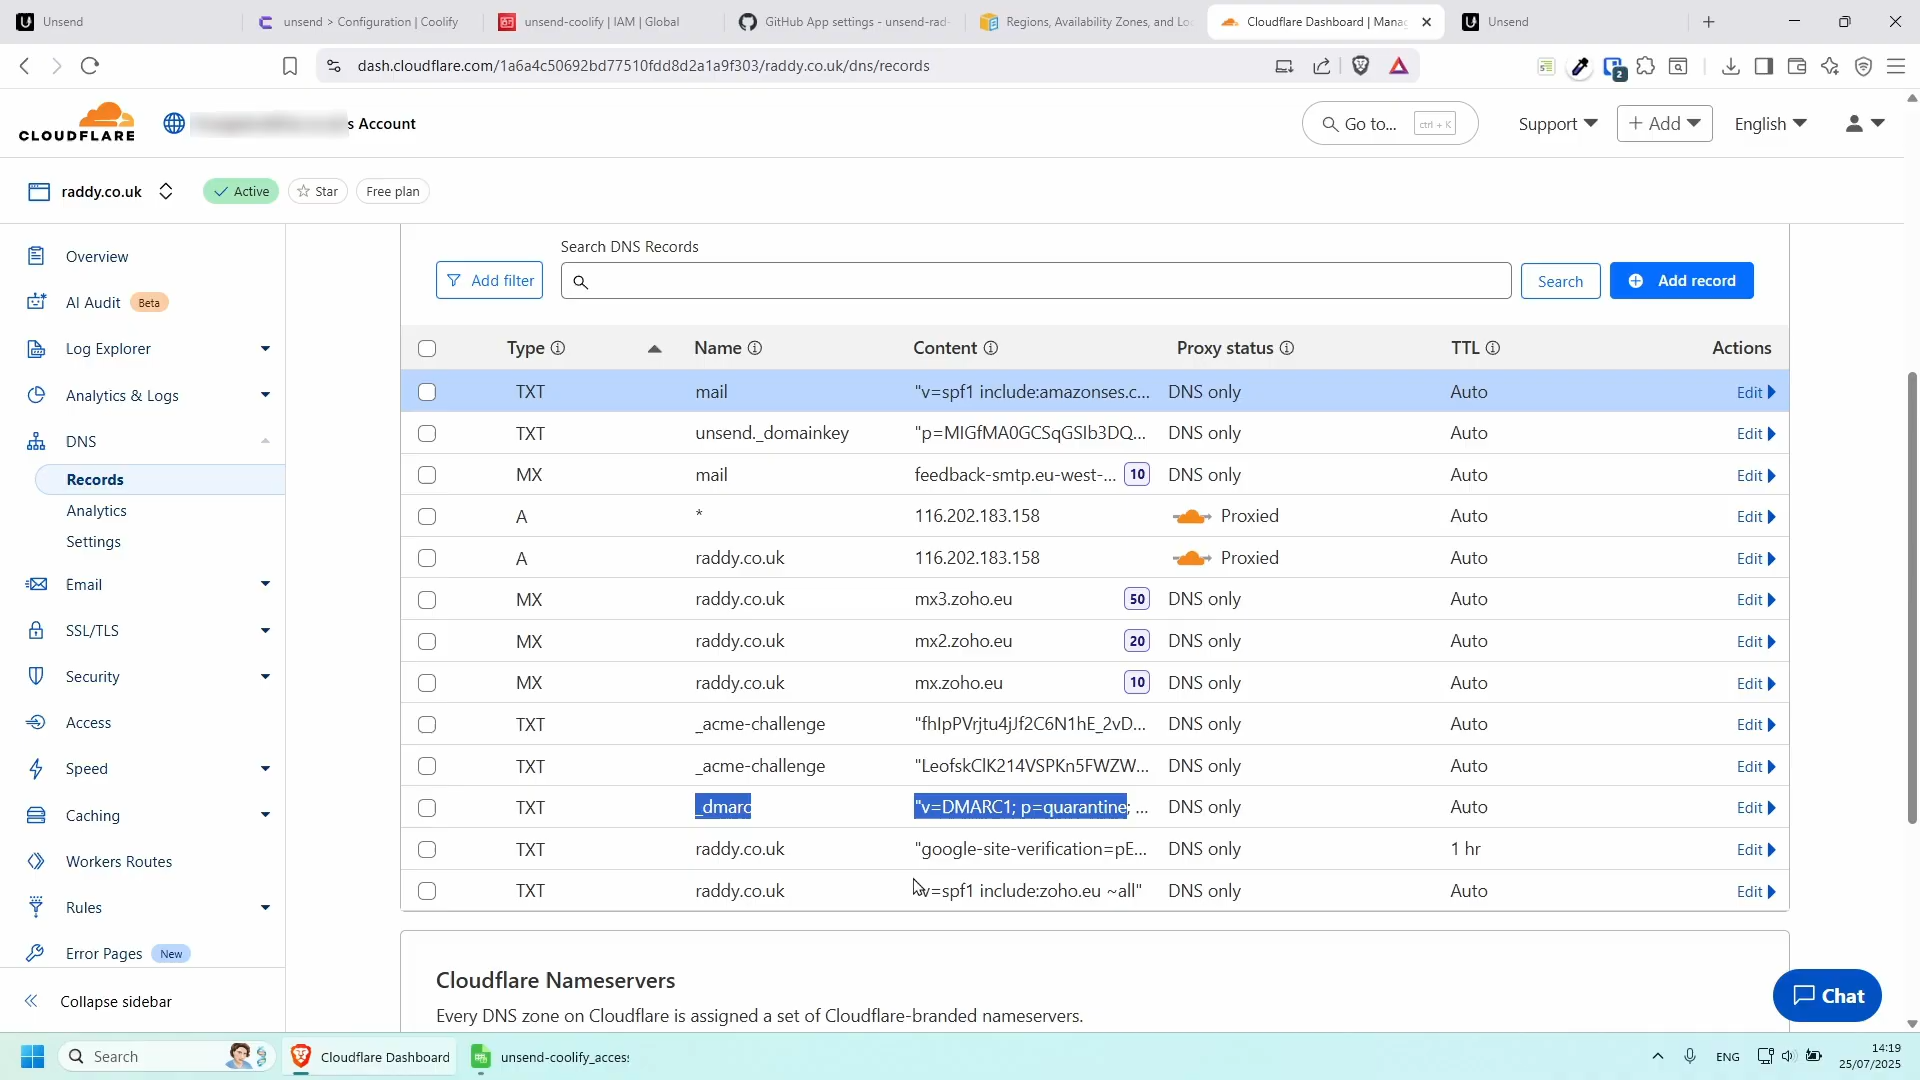 Unsend
unsend > Configuration | Coolify
unsend-coolify | IAM | Global
GitHub App settings - unsend-rad
Regions, Availability Zones, and Lo
Cloudflare Dashboard | Manag
Unsend
dash.cloudflare.com/1a6a4c50692bd77510fdd8d2a1a9f303/raddy.co.uk/dns/records
2
CLOUDFLARE
s Account
Go to...
ctrl + K
Support
+ Add
English
raddy.co.uk
Active
Star
Free plan
Overview
AI Audit
Beta
Log Explorer
Analytics & Logs
DNS
Records
Analytics
Settings
Email
SSL/TLS
Security
Access
Speed
Caching
Workers Routes
Rules
Error Pages
New
Collapse sidebar
Search DNS Records
Add filter
Search
Add record
Type Name Content Proxy status TTL Actions
TXT mail "v=spf1 include:amazonses.c... DNS only Auto Edit
TXT unsend._domainkey "p=MIGfMA0GCSqGSIb3DQ... DNS only Auto Edit
MX mail feedback-smtp.eu-west-... 10 DNS only Auto Edit
A * 116.202.183.158 Proxied Auto Edit
A raddy.co.uk 116.202.183.158 Proxied Auto Edit
MX raddy.co.uk mx3.zoho.eu 50 DNS only Auto Edit
MX raddy.co.uk mx2.zoho.eu 20 DNS only Auto Edit
MX raddy.co.uk mx.zoho.eu 10 DNS only Auto Edit
TXT _acme-challenge "fhIpPVrjtu4jJf2C6N1hE_2vD... DNS only Auto Edit
TXT _acme-challenge "LeofskClK214VSPKn5FWZW... DNS only Auto Edit
TXT _dmarc "v=DMARC1; p=quarantine; ... DNS only Auto Edit
TXT raddy.co.uk "google-site-verification=pE... DNS only 1 hr Edit
TXT raddy.co.uk "v=spf1 include:zoho.eu ~all" DNS only Auto Edit
Cloudflare Nameservers
Every DNS zone on Cloudflare is assigned a set of Cloudflare-branded nameservers.
Chat
Search
Cloudflare Dashboard
unsend-coolify_access
ENG
14:19
25/07/2025